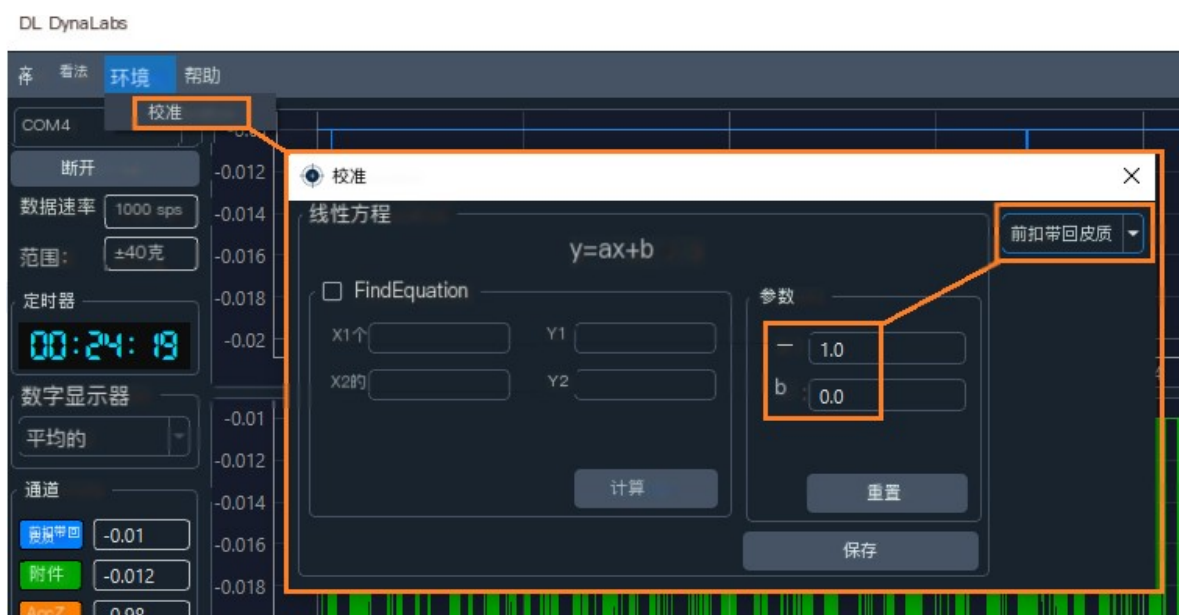 DL DynaLabs
看法 环境 帮助
校准
COM4
断开
数据速率 1000 sps
范围: ±40克
定时器
00:24:19
数字显示器
平均的
通道
-0.01
附件 -0.012
-0.012
-0.014
-0.016
-0.018
-0.02
-0.01
-0.012
-0.014
-0.016
-0.018
校准
线性方程
y=ax+b
前扣带回皮质
FindEquation
X1个 Y1
X2的 Y2
计算
参数
一 1.0
b : 0.0
重置
保存